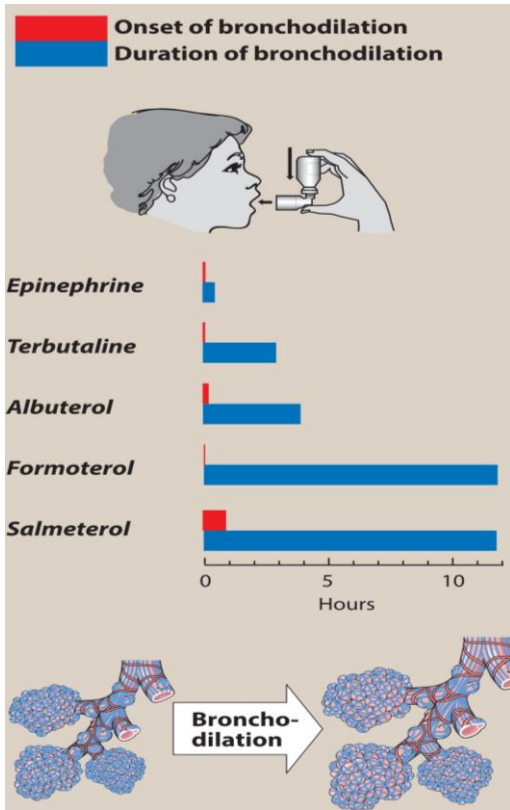 Onset of bronchodilation
Duration of bronchodilation
Epinephrine
Terbutaline
Albuterol
Formoterol
Salmeterol
0 5 10
Hours
Broncho-
dilation